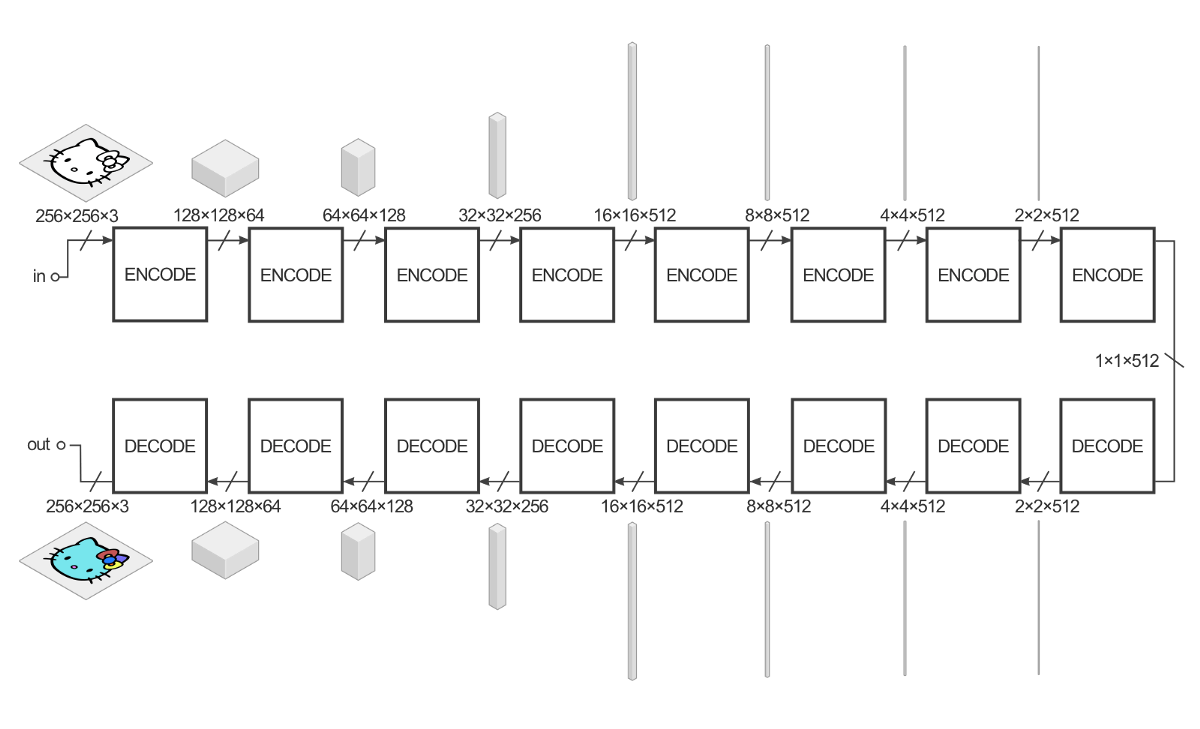 256×256×3 128×128×64 64×64×128 32×32×256 16×16×512 8×8×512 4×4×512 2×2×512
in ENCODE ENCODE ENCODE ENCODE ENCODE ENCODE ENCODE ENCODE
1×1×512
out DECODE DECODE DECODE DECODE DECODE DECODE DECODE DECODE
256×256×3 128×128×64 64×64×128 32×32×256 16×16×512 8×8×512 4×4×512 2×2×512